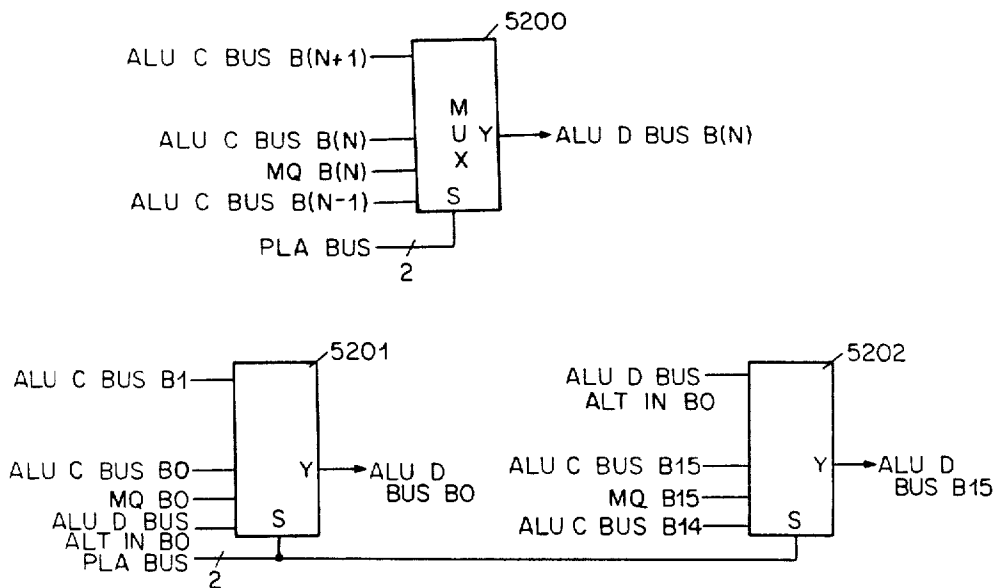 5200
ALU C BUS B(N+1)
MUX
ALU C BUS B(N)
Y
ALU D BUS B(N)
MQ B(N)
ALU C BUS B(N-1)
S
PLA BUS
2
5201
ALU C BUS B1
ALU C BUS B0
Y
ALU D
BUS B0
MQ B0
ALU D BUS
ALT IN B0
S
PLA BUS
2
5202
ALU D BUS
ALT IN B0
ALU C BUS B15
Y
ALU D
BUS B15
MQ B15
ALU C BUS B14
S